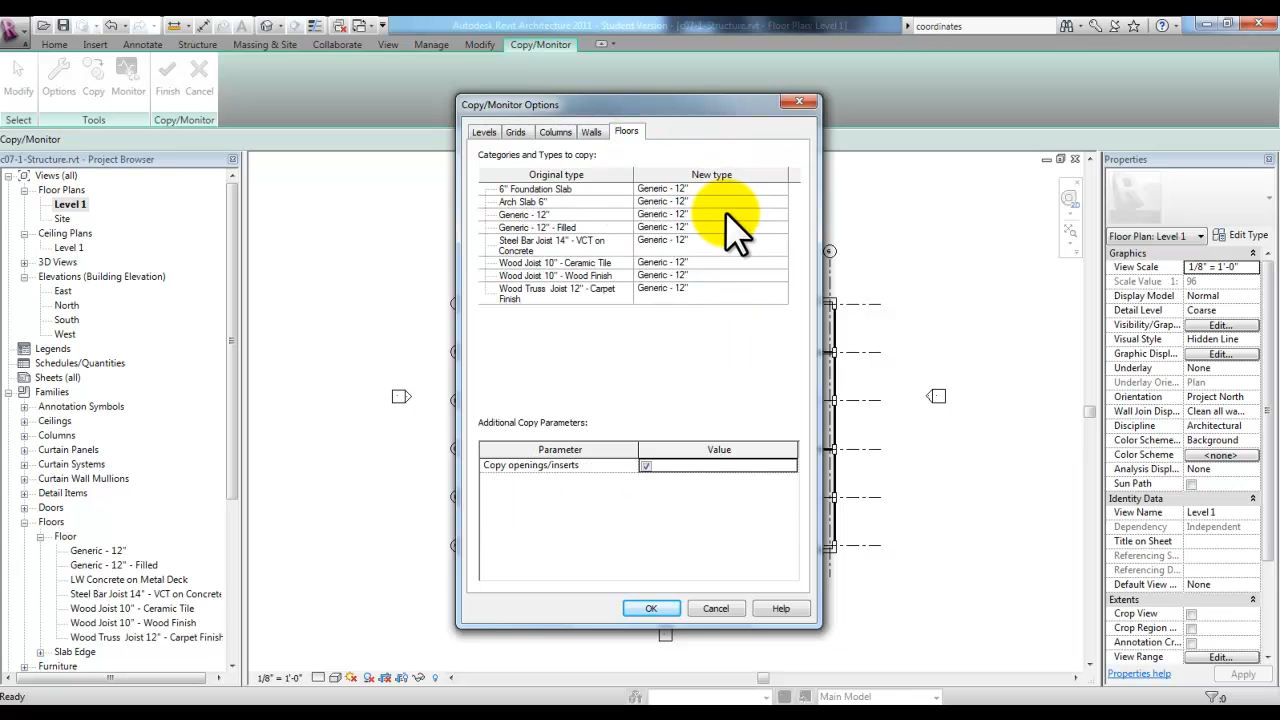 Autodesk Revit Architecture 2011 - Student Version - [c07-1-Structure.rvt - Floor Plan: Level 1]
coordinates
Home Insert Annotate Structure Massing & Site Collaborate View Manage Modify Copy/Monitor
Modify Options Copy Monitor Finish Cancel
Select Tools Copy/Monitor
Copy/Monitor
c07-1-Structure.rvt - Project Browser
Views (all)
Floor Plans
Level 1
Site
Ceiling Plans
Level 1
3D Views
Elevations (Building Elevation)
East
North
South
West
Legends
Schedules/Quantities
Sheets (all)
Families
Annotation Symbols
Ceilings
Columns
Curtain Panels
Curtain Systems
Curtain Wall Mullions
Detail Items
Doors
Floors
Floor
Generic - 12"
Generic - 12" - Filled
LW Concrete on Metal Deck
Steel Bar Joist 14" - VCT on Concrete
Wood Joist 10" - Ceramic Tile
Wood Joist 10" - Wood Finish
Wood Truss Joist 12" - Carpet Finish
Slab Edge
Furniture
Copy/Monitor Options
Levels Grids Columns Walls Floors
Categories and Types to copy:
Original type New type
6" Foundation Slab Generic - 12"
Arch Slab 6" Generic - 12"
Generic - 12" Generic - 12"
Generic - 12" - Filled Generic - 12"
Steel Bar Joist 14" - VCT on Generic - 12"
Concrete
Wood Joist 10" - Ceramic Tile Generic - 12"
Wood Joist 10" - Wood Finish Generic - 12"
Wood Truss Joist 12" - Carpet Generic - 12"
Finish
Additional Copy Parameters:
Parameter Value
Copy openings/inserts
OK Cancel Help
Properties
Floor Plan: Level 1 Edit Type
Graphics
View Scale 1/8" = 1'-0"
Scale Value 1: 96
Display Model Normal
Detail Level Coarse
Visibility/Grap... Edit...
Visual Style Hidden Line
Graphic Displ... Edit...
Underlay None
Underlay Orie... Plan
Orientation Project North
Wall Join Disp... Clean all wa...
Discipline Architectural
Color Scheme... Background
Color Scheme <none>
Analysis Displ... None
Sun Path
Identity Data
View Name Level 1
Dependency Independent
Title on Sheet
Referencing S...
Referencing D...
Default View ... None
Extents
Crop View
Crop Region ...
Annotation Cr...
View Range Edit...
Properties help Apply
1/8" = 1'-0"
Ready Main Model :0